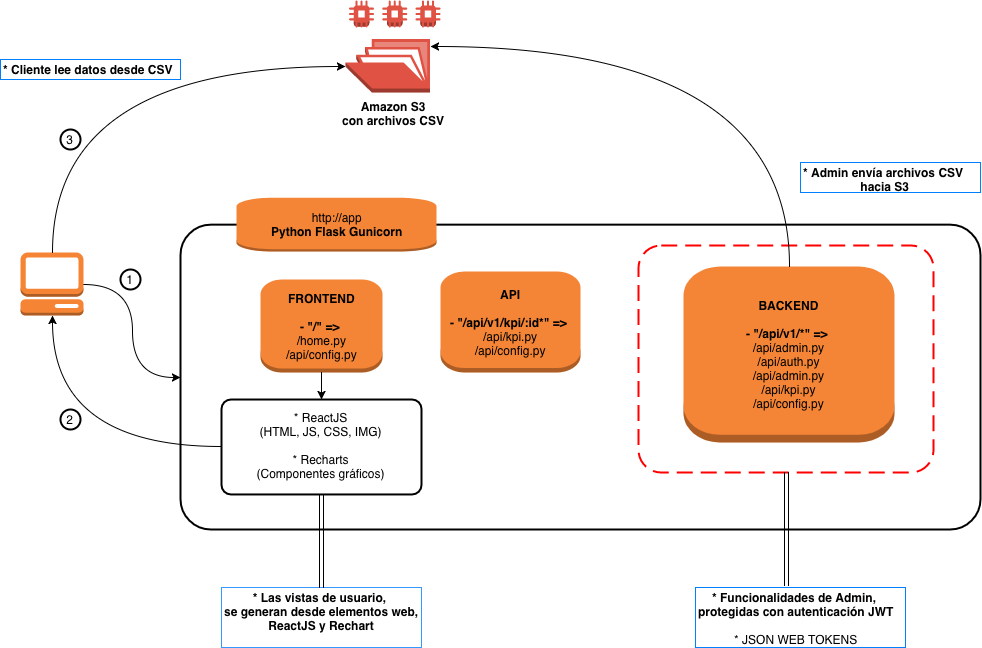 * Cliente lee datos desde CSV
Amazon S3
con archivos CSV
3
* Admin envía archivos CSV
hacia S3
http://app
Python Flask Gunicorn
1
FRONTEND
- "/" =>
/home.py
/api/config.py
API
- "/api/v1/kpi/:id*" =>
/api/kpi.py
/api/config.py
BACKEND
- "/api/v1/*" =>
/api/admin.py
/api/auth.py
/api/admin.py
/api/kpi.py
/api/config.py
2
* ReactJS
(HTML, JS, CSS, IMG)
* Recharts
(Componentes gráficos)
* Las vistas de usuario,
se generan desde elementos web,
ReactJS y Rechart
* Funcionalidades de Admin,
protegidas con autenticación JWT
* JSON WEB TOKENS